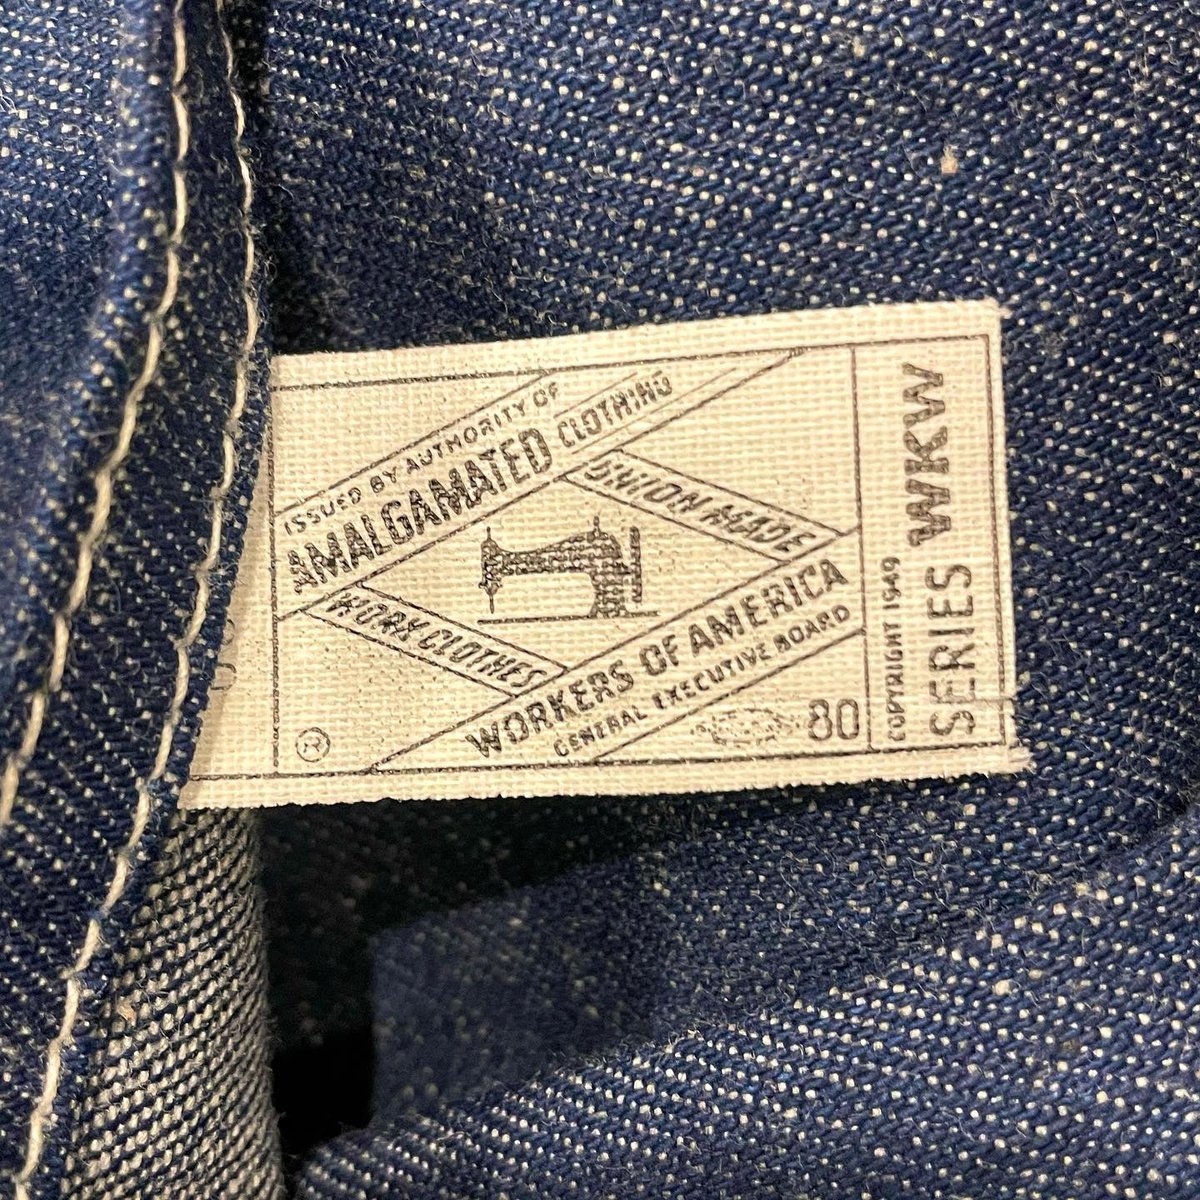 ISSUED BY AUTHORITY OF
AMALGAMATED CLOTHING
UNION MADE
WORK CLOTHES
WORKERS OF AMERICA
GENERAL EXECUTIVE BOARD
®
80
COPYRIGHT 1949
SERIES WKW